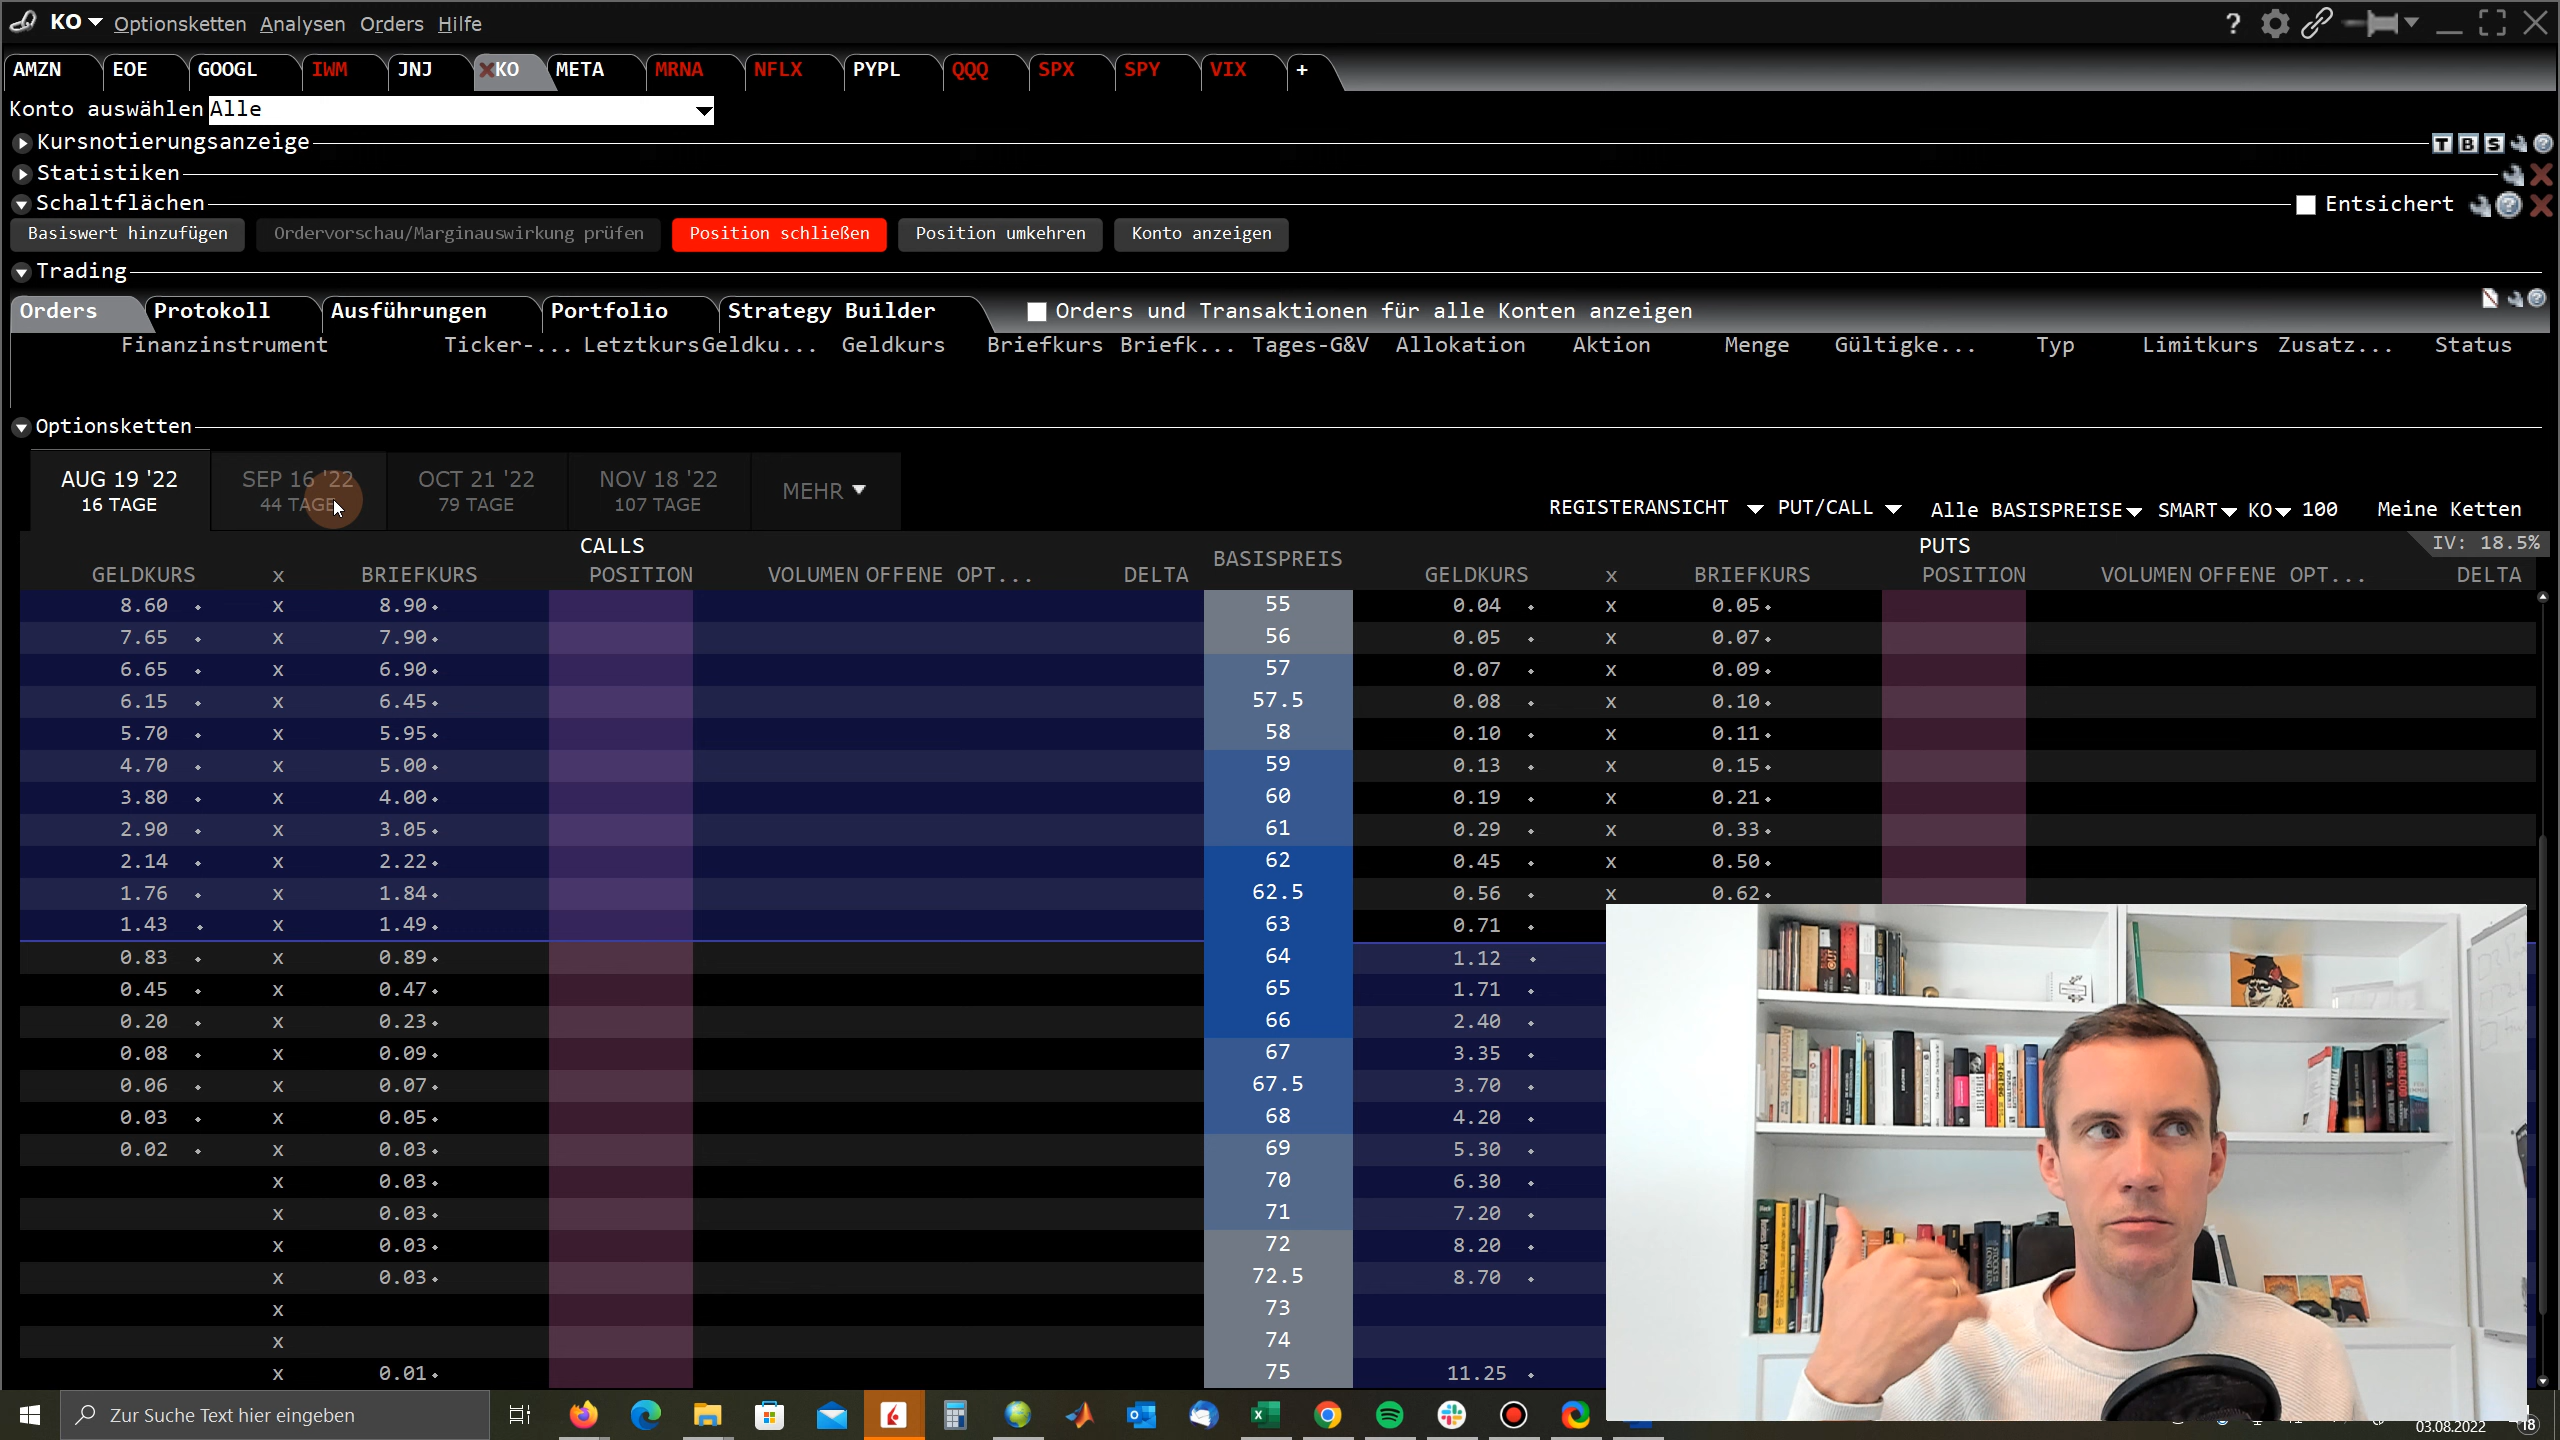 KO Optionsketten Analysen Orders Hilfe ?
AMZN EOE GOOGL IWM JNJ KO META MRNA NFLX PYPL QQQ SPX SPY VIX +
Konto auswählen Alle
Kursnotierungsanzeige T B S
Statistiken
Schaltflächen Entsichert
Basiswert hinzufügen Ordervorschau/Marginauswirkung prüfen Position schließen Position umkehren Konto anzeigen
Trading
Orders Protokoll Ausführungen Portfolio Strategy Builder Orders und Transaktionen für alle Konten anzeigen
Finanzinstrument Ticker-... Letztkurs Geldku... Geldkurs Briefkurs Briefk... Tages-G&V Allokation Aktion Menge Gültigke... Typ Limitkurs Zusatz... Status
Optionsketten
AUG 19 '22 SEP 16 '22 OCT 21 '22 NOV 18 '22 MEHR
16 TAGE 44 TAGE 79 TAGE 107 TAGE
REGISTERANSICHT PUT/CALL Alle BASISPREISE SMART KO 100 Meine Ketten
CALLS BASISPREIS PUTS IV: 18.5%
GELDKURS x BRIEFKURS POSITION VOLUMEN OFFENE OPT... DELTA GELDKURS x BRIEFKURS POSITION VOLUMEN OFFENE OPT... DELTA
8.60 x 8.90 55 0.04 x 0.05
7.65 x 7.90 56 0.05 x 0.07
6.65 x 6.90 57 0.07 x 0.09
6.15 x 6.45 57.5 0.08 x 0.10
5.70 x 5.95 58 0.10 x 0.11
4.70 x 5.00 59 0.13 x 0.15
3.80 x 4.00 60 0.19 x 0.21
2.90 x 3.05 61 0.29 x 0.33
2.14 x 2.22 62 0.45 x 0.50
1.76 x 1.84 62.5 0.56 x 0.62
1.43 x 1.49 63 0.71
0.83 x 0.89 64 1.12
0.45 x 0.47 65 1.71
0.20 x 0.23 66 2.40
0.08 x 0.09 67 3.35
0.06 x 0.07 67.5 3.70
0.03 x 0.05 68 4.20
0.02 x 0.03 69 5.30
x 0.03 70 6.30
x 0.03 71 7.20
x 0.03 72 8.20
x 0.03 72.5 8.70
x 73
x 74
x 0.01 75 11.25
Zur Suche Text hier eingeben
03.08.2022 18